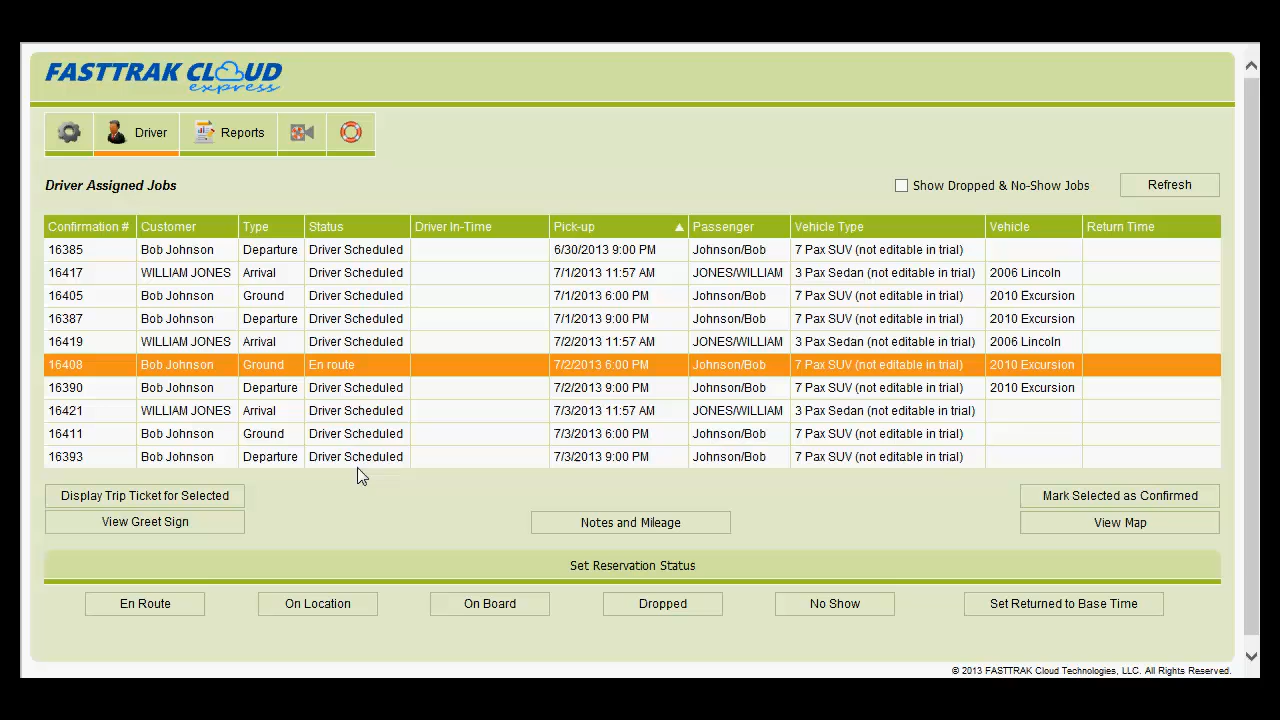 FASTTRAK CLOUD
express
Driver Reports
Driver Assigned Jobs Show Dropped & No-Show Jobs Refresh
Confirmation # Customer Type Status Driver In-Time Pick-up Passenger Vehicle Type Vehicle Return Time
16385 Bob Johnson Departure Driver Scheduled 6/30/2013 9:00 PM Johnson/Bob 7 Pax SUV (not editable in trial)
16417 WILLIAM JONES Arrival Driver Scheduled 7/1/2013 11:57 AM JONES/WILLIAM 3 Pax Sedan (not editable in trial) 2006 Lincoln
16405 Bob Johnson Ground Driver Scheduled 7/1/2013 6:00 PM Johnson/Bob 7 Pax SUV (not editable in trial) 2010 Excursion
16387 Bob Johnson Departure Driver Scheduled 7/1/2013 9:00 PM Johnson/Bob 7 Pax SUV (not editable in trial) 2010 Excursion
16419 WILLIAM JONES Arrival Driver Scheduled 7/2/2013 11:57 AM JONES/WILLIAM 3 Pax Sedan (not editable in trial) 2006 Lincoln
16408 Bob Johnson Ground En route 7/2/2013 6:00 PM Johnson/Bob 7 Pax SUV (not editable in trial) 2010 Excursion
16390 Bob Johnson Departure Driver Scheduled 7/2/2013 9:00 PM Johnson/Bob 7 Pax SUV (not editable in trial) 2010 Excursion
16421 WILLIAM JONES Arrival Driver Scheduled 7/3/2013 11:57 AM JONES/WILLIAM 3 Pax Sedan (not editable in trial)
16411 Bob Johnson Ground Driver Scheduled 7/3/2013 6:00 PM Johnson/Bob 7 Pax SUV (not editable in trial)
16393 Bob Johnson Departure Driver Scheduled 7/3/2013 9:00 PM Johnson/Bob 7 Pax SUV (not editable in trial)
Display Trip Ticket for Selected Mark Selected as Confirmed
View Greet Sign Notes and Mileage View Map
Set Reservation Status
En Route On Location On Board Dropped No Show Set Returned to Base Time
© 2013 FASTTRAK Cloud Technologies, LLC. All Rights Reserved.